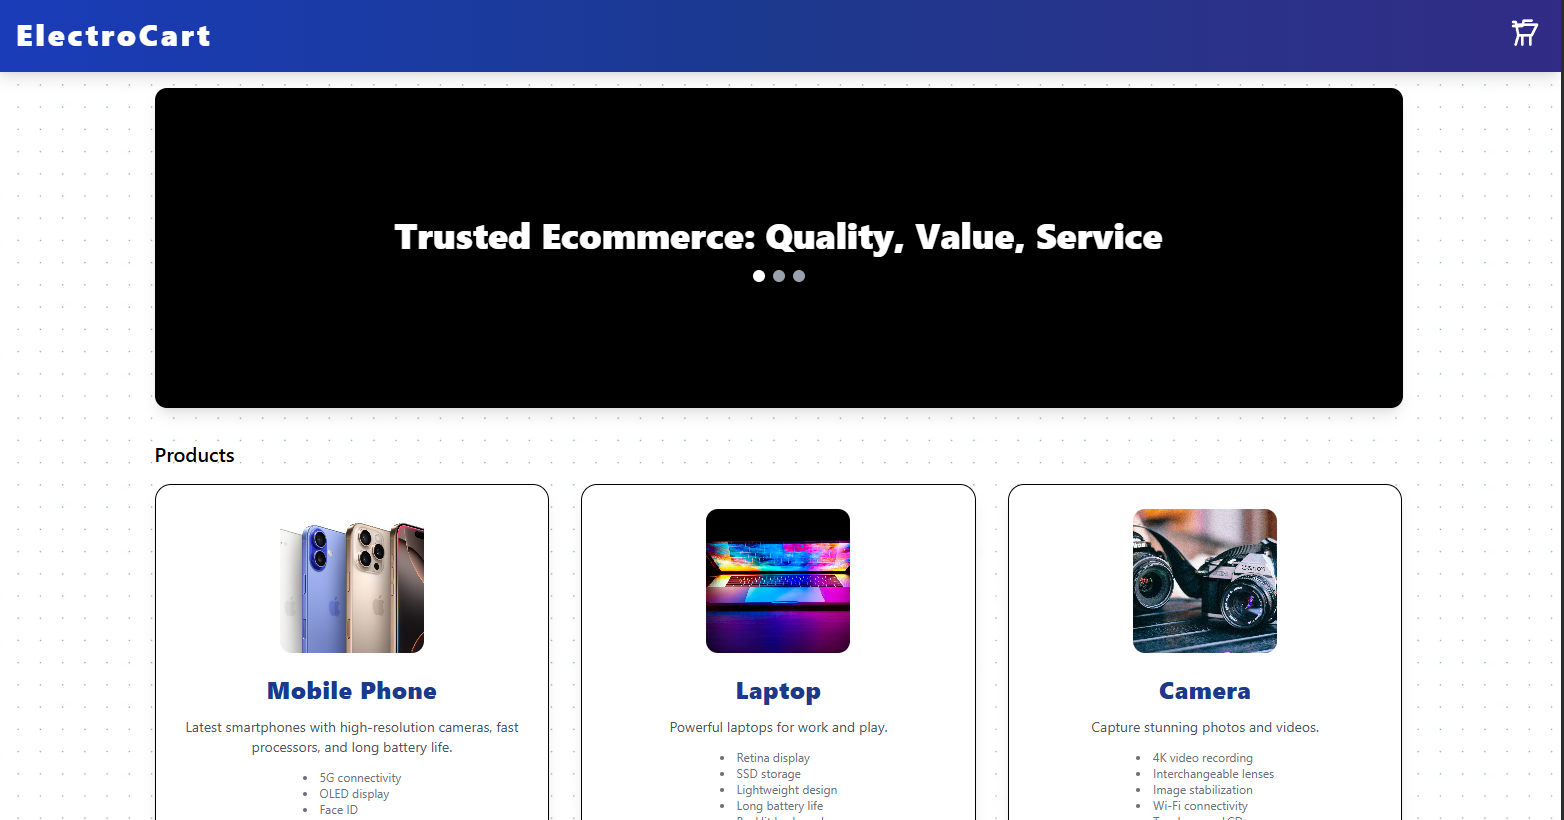 ElectroCart
Trusted Ecommerce: Quality, Value, Service
Products
Mobile Phone
Latest smartphones with high-resolution cameras, fast
processors, and long battery life.
5G connectivity
OLED display
Face ID
Laptop
Powerful laptops for work and play.
Retina display
SSD storage
Lightweight design
Long battery life
Camera
Capture stunning photos and videos.
4K video recording
Interchangeable lenses
Image stabilization
Wi-Fi connectivity